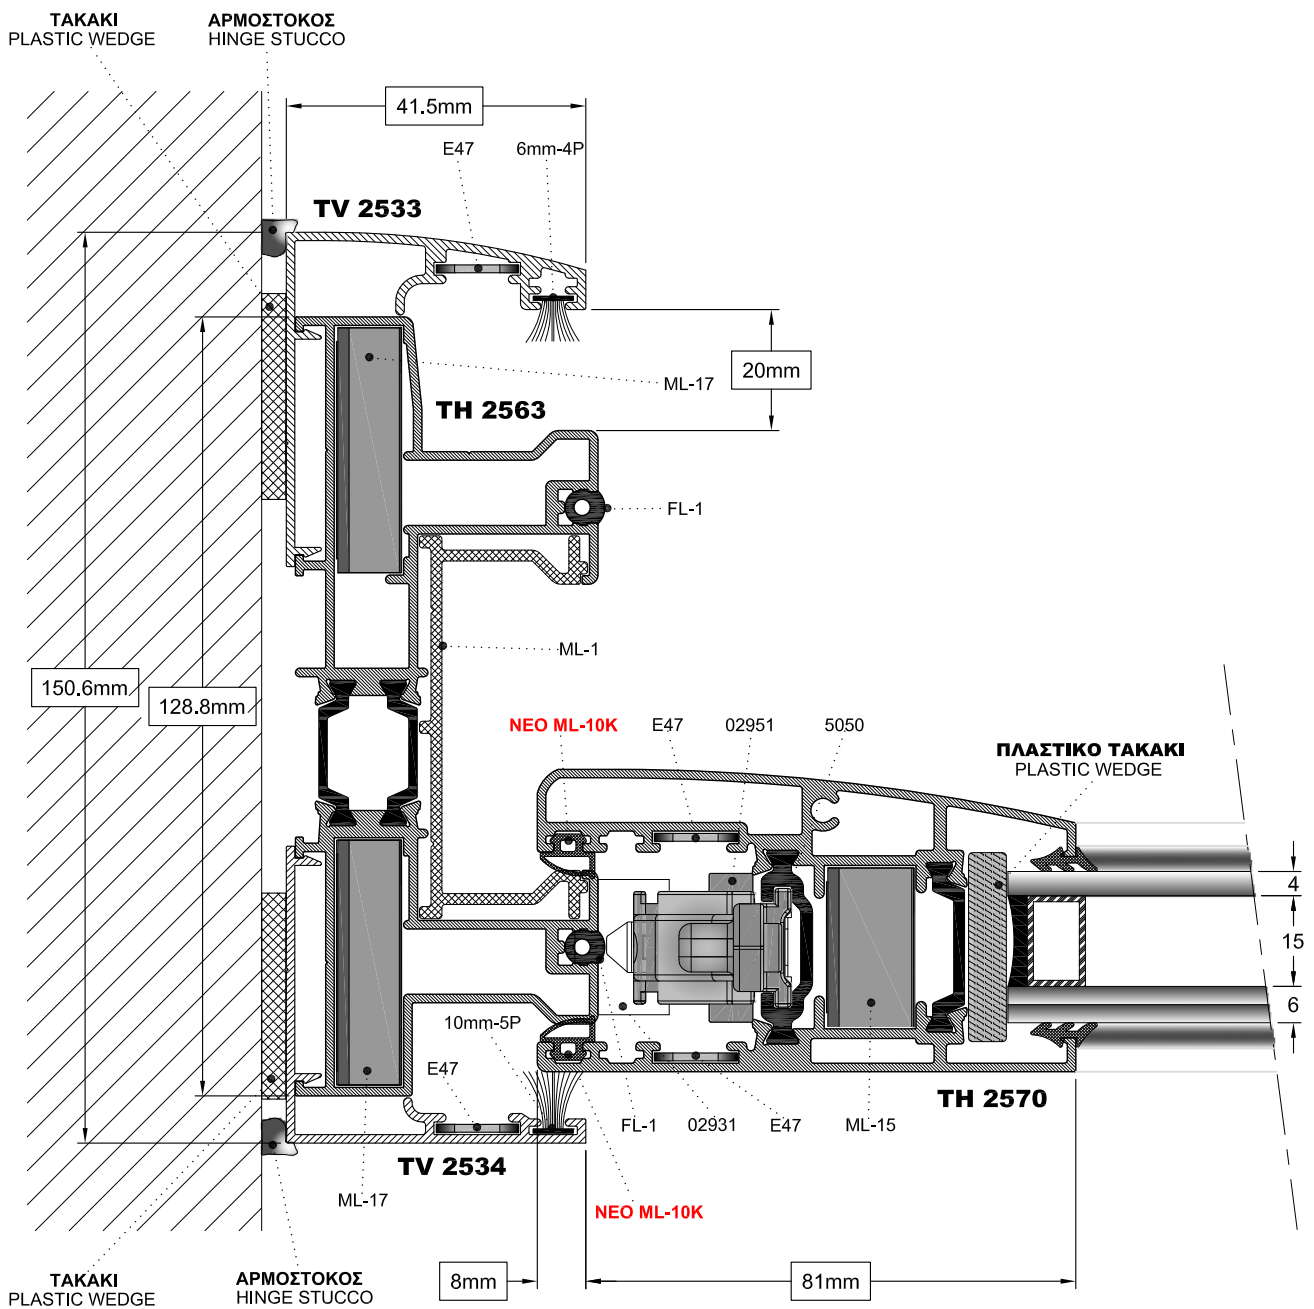 ΤΑΚΑΚΙ
PLASTIC WEDGE
ΑΡΜΟΣΤΟΚΟΣ
HINGE STUCCO
41.5mm
E47
6mm-4P
TV 2533
20mm
ML-17
TH 2563
FL-1
ML-1
150.6mm
128.8mm
NEO ML-10K
E47
02951
5050
ΠΛΑΣΤΙΚΟ ΤΑΚΑΚΙ
PLASTIC WEDGE
4
15
6
10mm-5P
E47
FL-1
02931
E47
ML-15
TH 2570
TV 2534
ML-17
NEO ML-10K
ΤΑΚΑΚΙ
PLASTIC WEDGE
ΑΡΜΟΣΤΟΚΟΣ
HINGE STUCCO
8mm
81mm